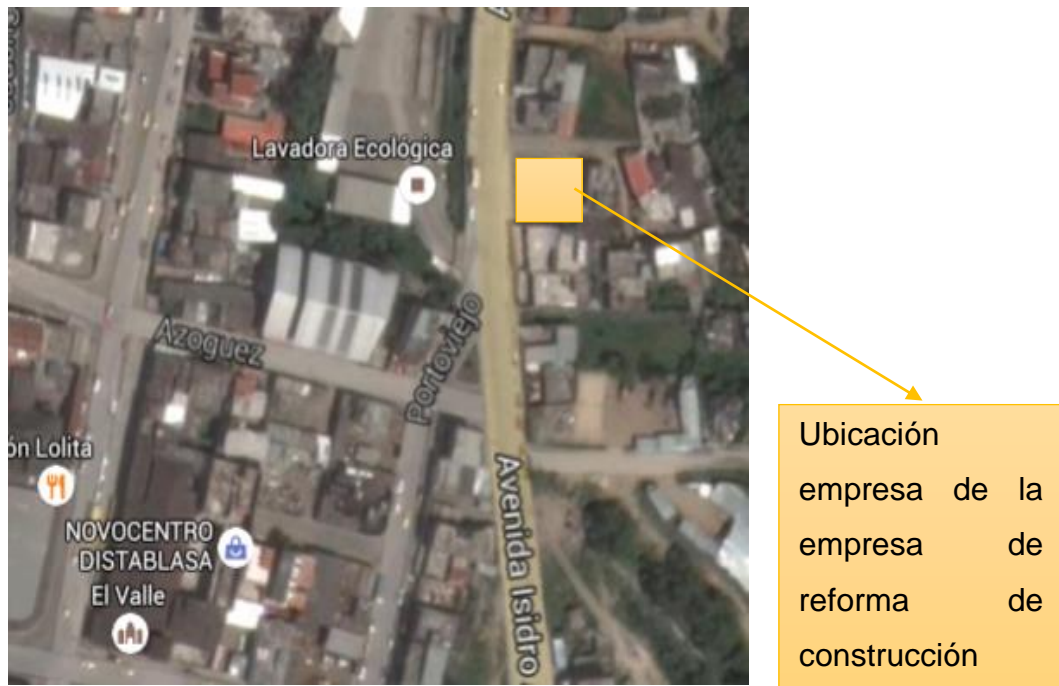 Lavadora Ecológica
Azoguez
Portoviejo
ón Lolita
NOVOCENTRO
DISTABLASA
El Valle
Avenida Isidro
Ubicación
empresa de la
empresa de
reforma de
construcción